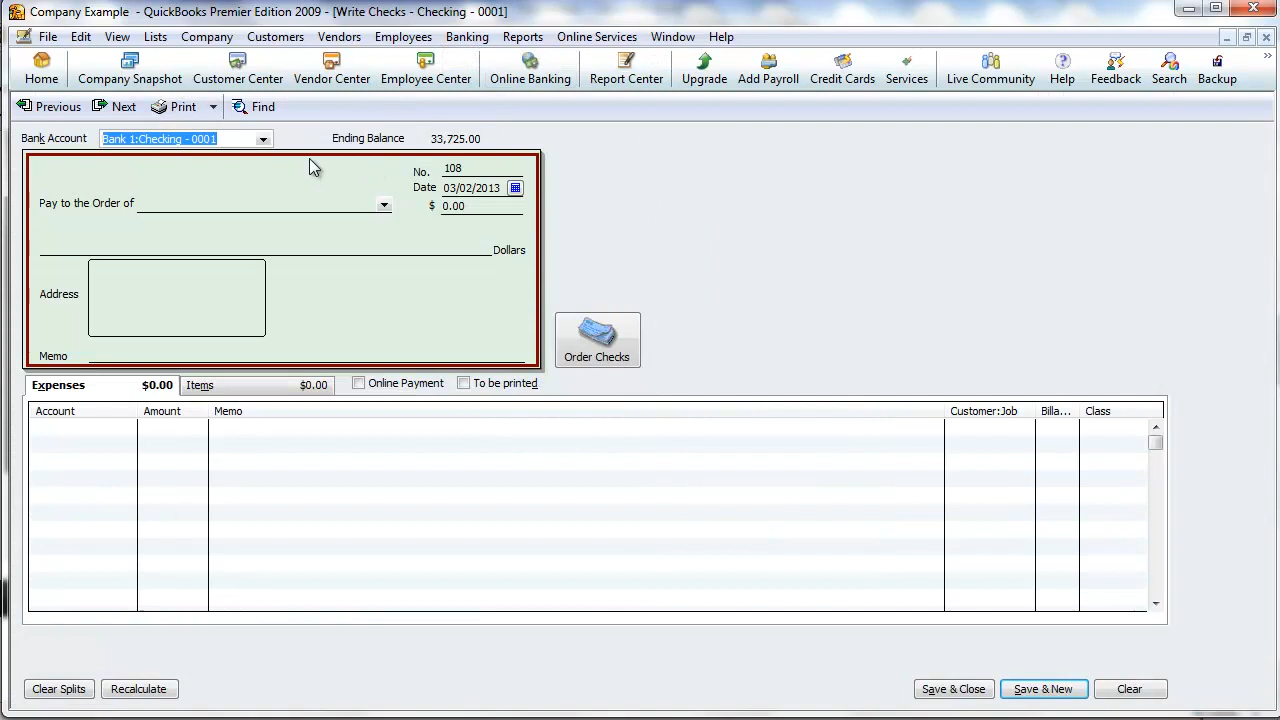 Company Example - QuickBooks Premier Edition 2009 - [Write Checks - Checking - 0001]
File Edit View Lists Company Customers Vendors Employees Banking Reports Online Services Window Help
Home Company Snapshot Customer Center Vendor Center Employee Center Online Banking Report Center Upgrade Add Payroll Credit Cards Services Live Community Help Feedback Search Backup
Previous Next Print Find
Bank Account Bank 1:Checking - 0001 Ending Balance 33,725.00
No. 108
Date 03/02/2013
Pay to the Order of $ 0.00
Dollars
Address
Order Checks
Memo
Expenses $0.00 Items $0.00 Online Payment To be printed
Account Amount Memo Customer:Job Billa... Class
Clear Splits Recalculate Save & Close Save & New Clear